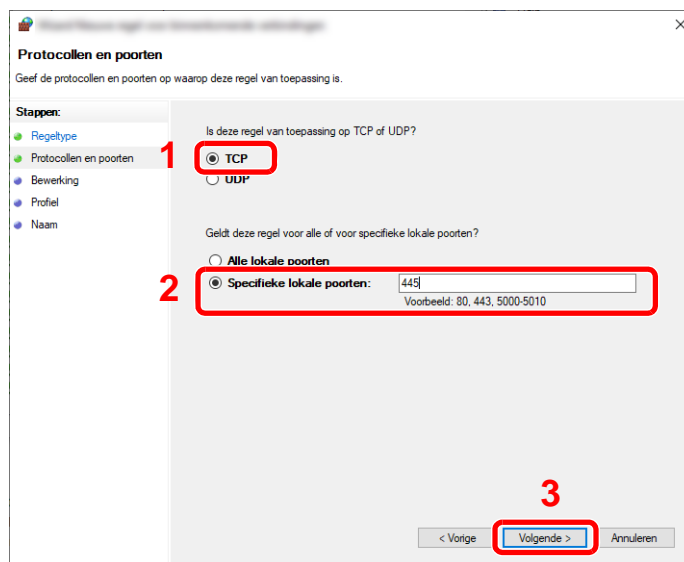 Protocollen en poorten
Geef de protocollen en poorten op waarop deze regel van toepassing is.
Stappen:
Regeltype
Protocollen en poorten
Bewerking
Profiel
Naam
Is deze regel van toepassing op TCP of UDP?
1
TCP
UDP
Geldt deze regel voor alle of voor specifieke lokale poorten?
Alle lokale poorten
2
Specifieke lokale poorten: 445
Voorbeeld: 80, 443, 5000-5010
3
< Vorige Volgende > Annuleren